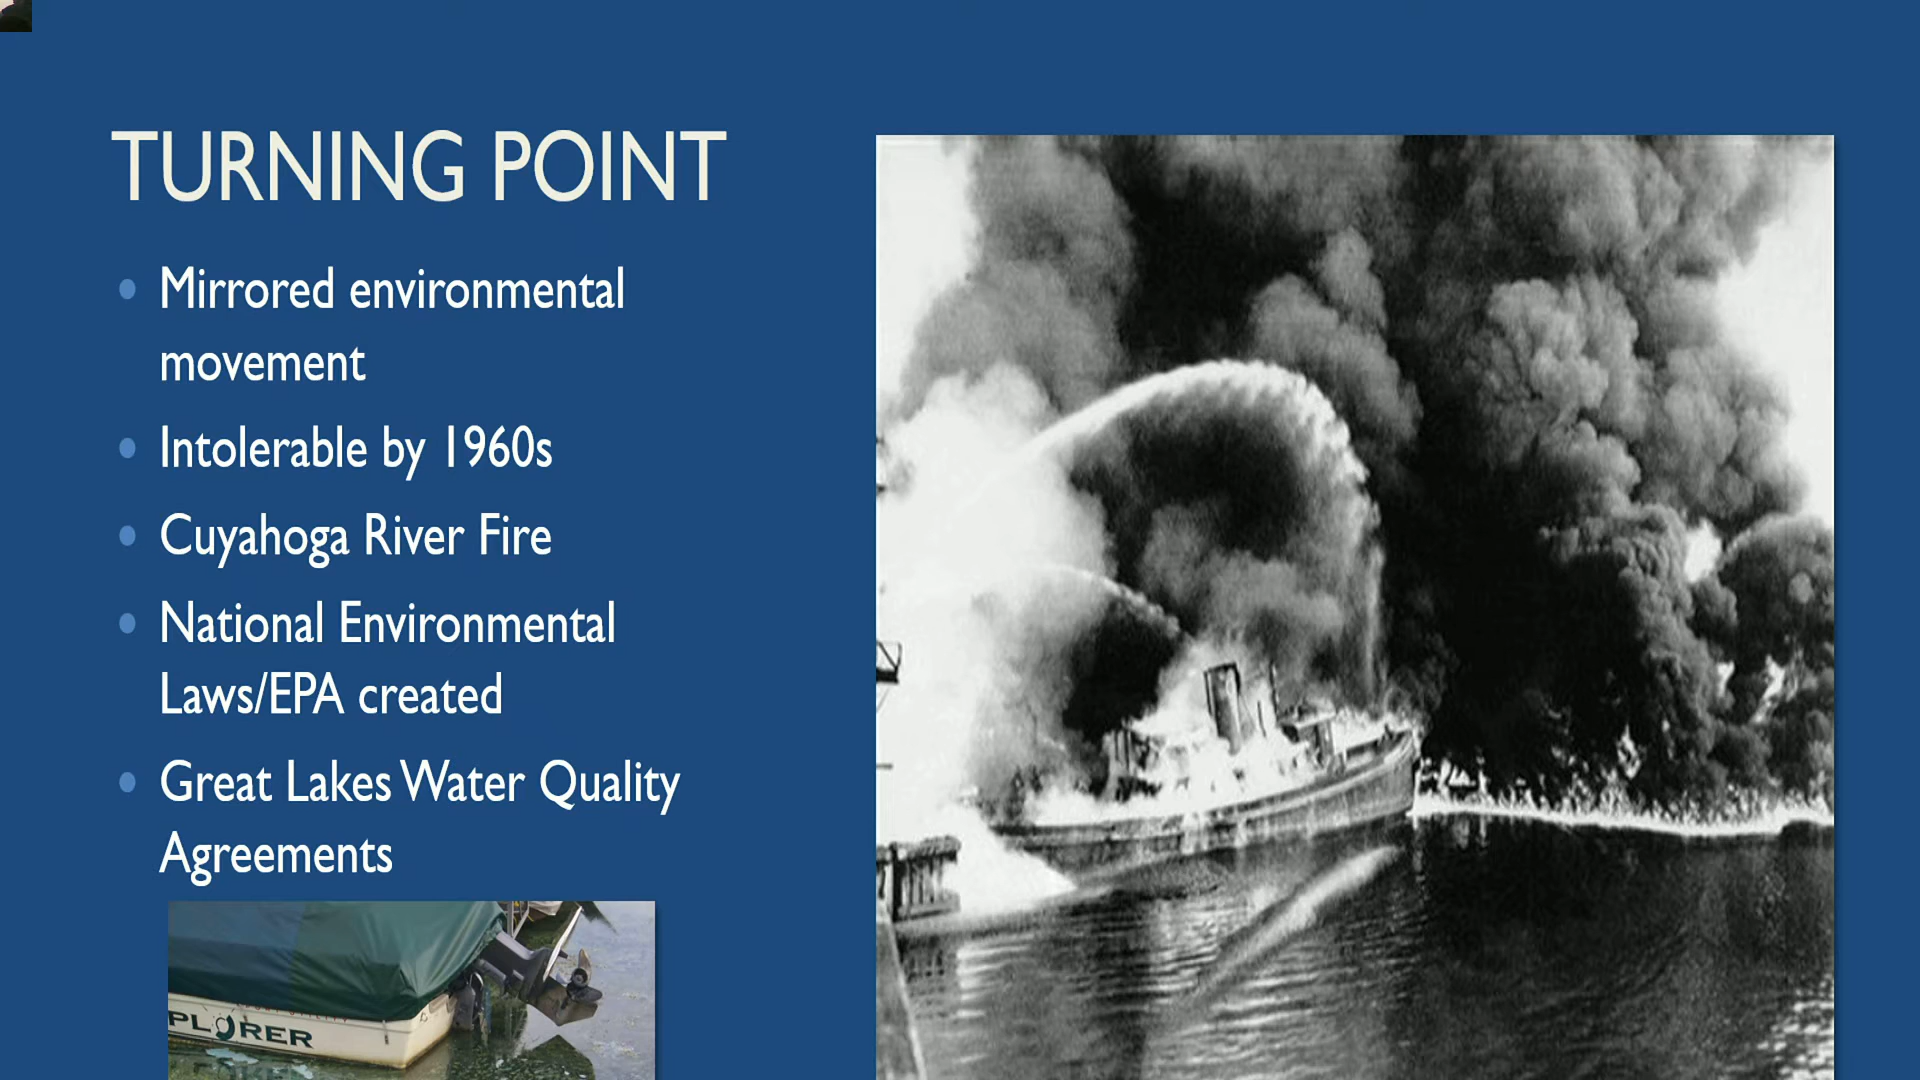 TURNING POINT
Mirrored environmental
movement
Intolerable by 1960s
Cuyahoga River Fire
National Environmental
Laws/EPA created
Great Lakes Water Quality
Agreements
PLORER